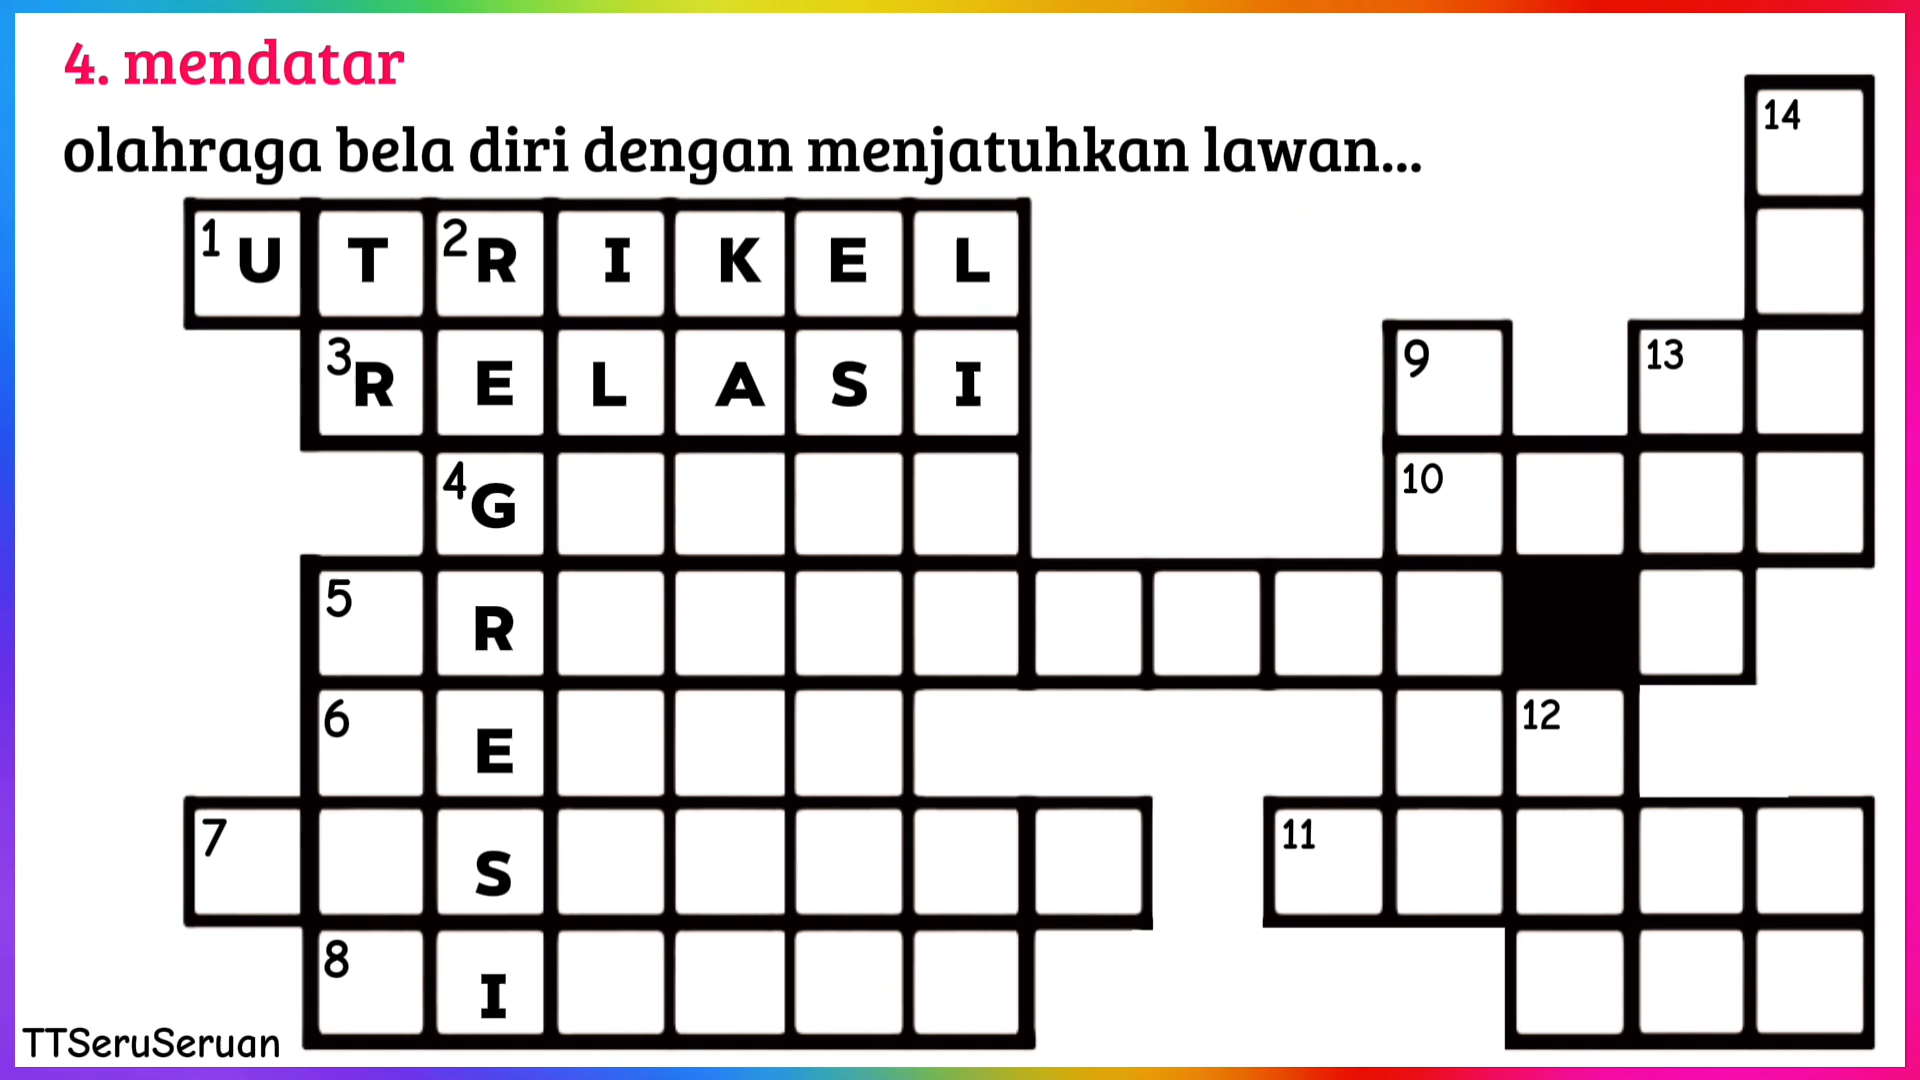 4. mendatar
olahraga bela diri dengan menjatuhkan lawan...
14
1 U T 2 R I K E L
3 R E L A S I 9 13
4 G 10
5 R
6 E 12
7 S 11
8 I
TTSeruSeruan